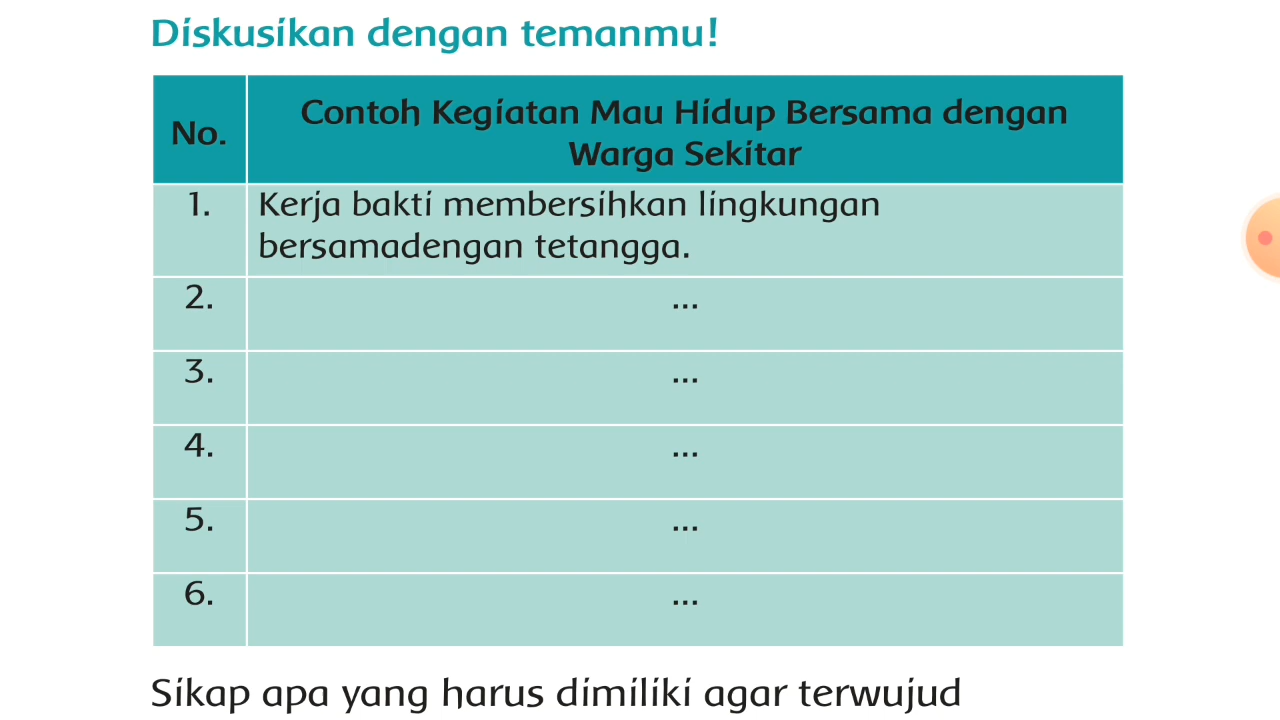 Diskusikan dengan temanmu!
No.
Contoh Kegiatan Mau Hidup Bersama dengan
Warga Sekitar
1.
Kerja bakti membersihkan lingkungan
bersamadengan tetangga.
2.
...
3.
...
4.
...
5.
...
6.
...
Sikap apa yang harus dimiliki agar terwujud